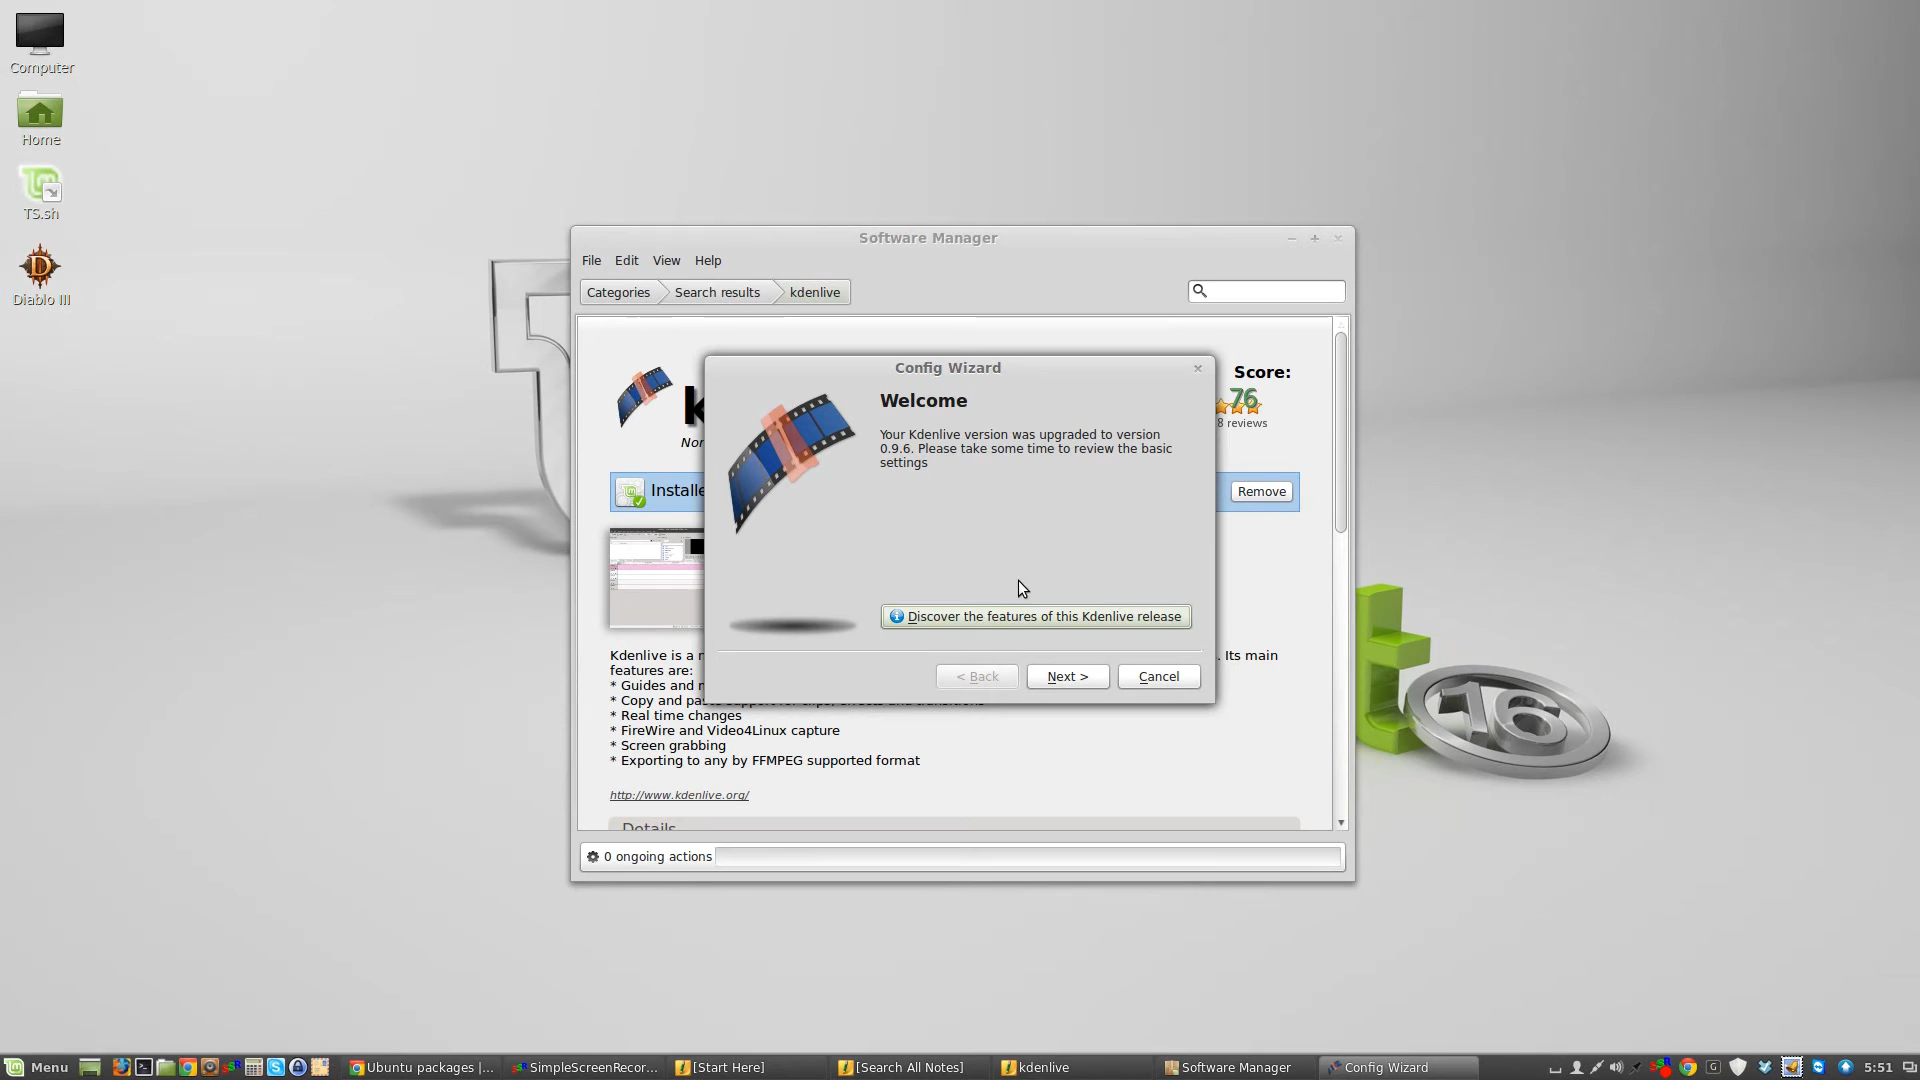 Computer
Home
TS.sh
Diablo III
Software Manager
File Edit View Help
Categories Search results kdenlive
Config Wizard
Score:
76
8 reviews
Welcome
Your Kdenlive version was upgraded to version
0.9.6. Please take some time to review the basic
settings
Remove
Discover the features of this Kdenlive release
Kdenlive is a
. Its main
features are:
* Guides and
< Back Next > Cancel
* Copy and
* Real time changes
* FireWire and Video4Linux capture
* Screen grabbing
* Exporting to any by FFMPEG supported format
http://www.kdenlive.org/
Details
0 ongoing actions
16
Menu Ubuntu packages |... SimpleScreenRecor... [Start Here] [Search All Notes] kdenlive Software Manager Config Wizard 5:51